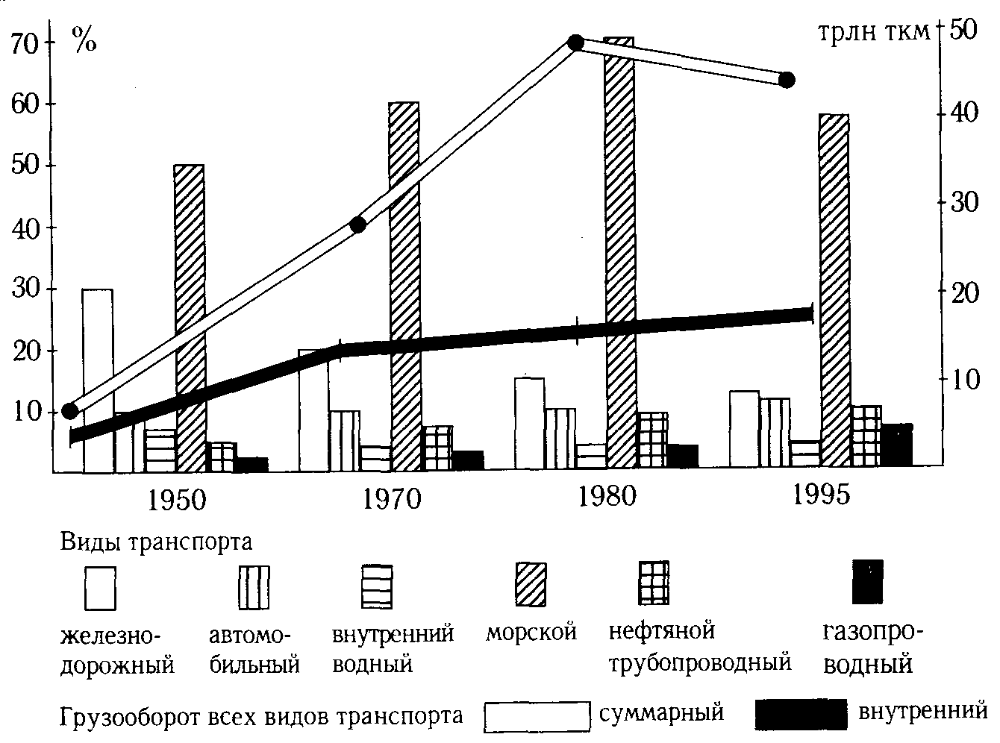 % трлн ткм
50
70
60
40
50
30
40
30
20
20
10
10
1950 1970 1980 1995
Виды транспорта
железно- автомо- внутренний морской нефтяной газопро-
дорожный бильный водный трубопроводный водный
Грузооборот всех видов транспорта суммарный внутренний